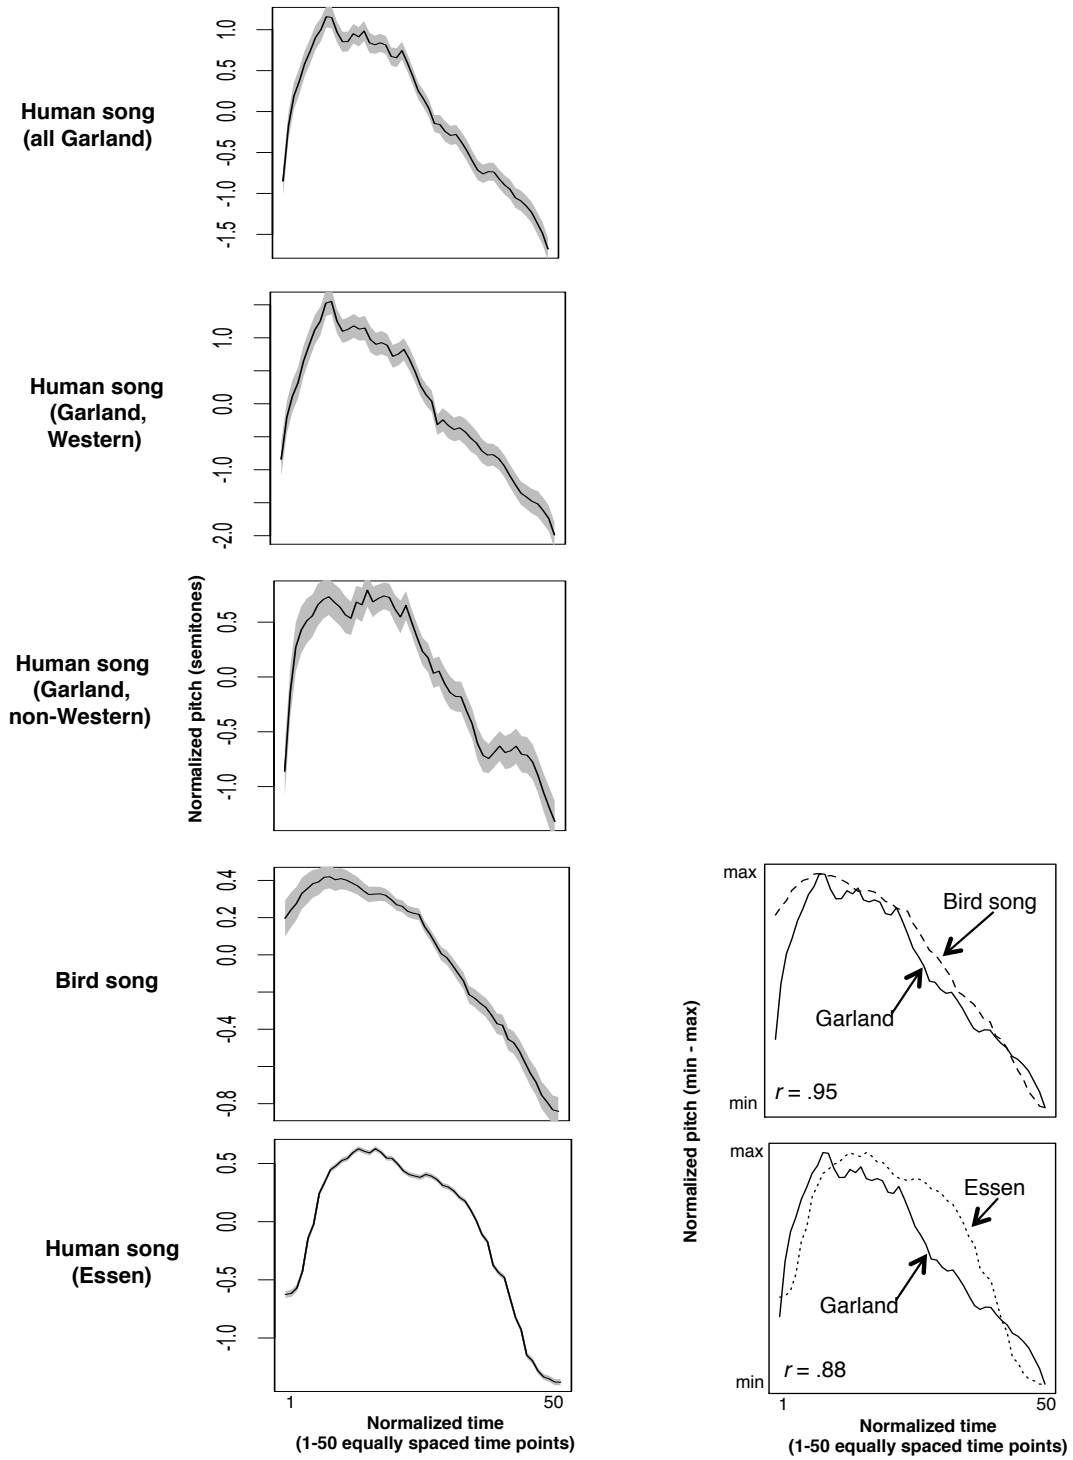 Human song
(all Garland)
1.0
0.5
0.0
-0.5
-1.0
-1.5
Human song
(Garland,
Western)
1.0
0.0
-1.0
-2.0
Human song
(Garland,
non-Western)
Normalized pitch (semitones)
0.5
0.0
-0.5
-1.0
Bird song
0.4
0.2
0.0
-0.4
-0.8
Human song
(Essen)
0.5
0.0
-0.5
-1.0
1
50
Normalized time
(1-50 equally spaced time points)
Normalized pitch (min - max)
max
min
Bird song
Garland
r = .95
max
min
Essen
Garland
r = .88
1
50
Normalized time
(1-50 equally spaced time points)